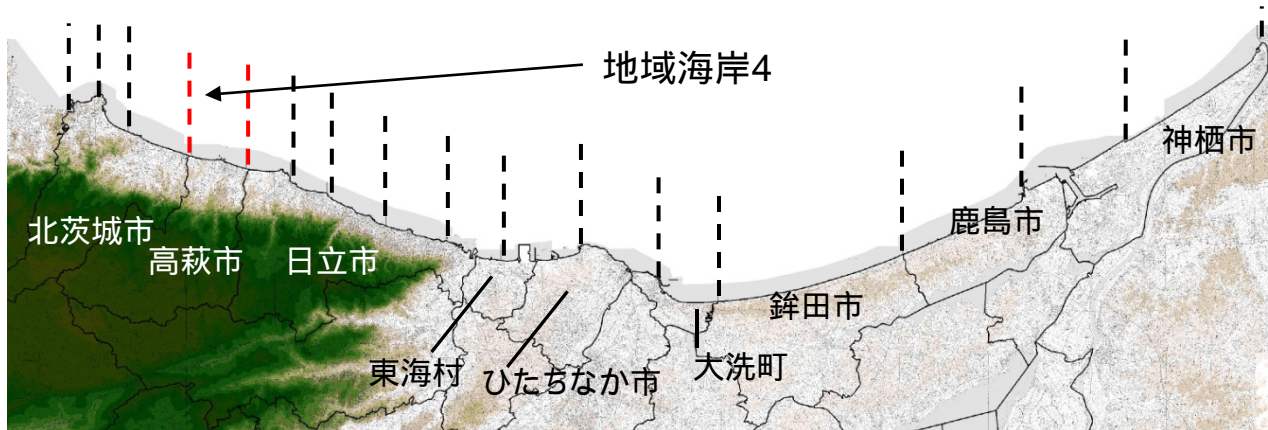 地域海岸4
神栖市
鹿島市
北茨城市
高萩市
日立市
鉾田市
東海村
ひたちなか市
大洗町